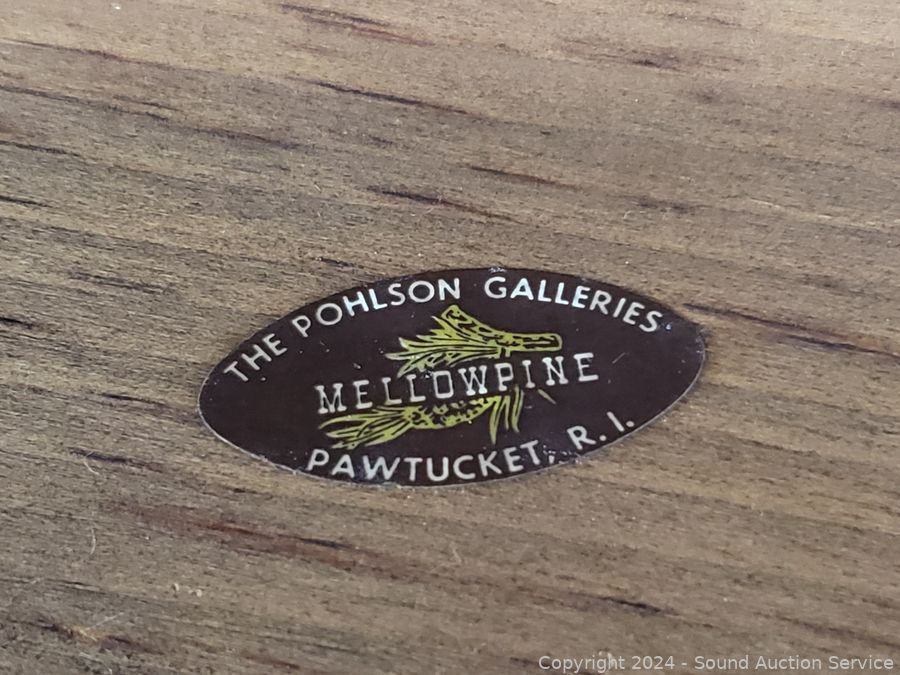 THE POHLSON GALLERIES
MELLOWPINE
PAWTUCKET, R. I.
Copyright 2024 - Sound Auction Service